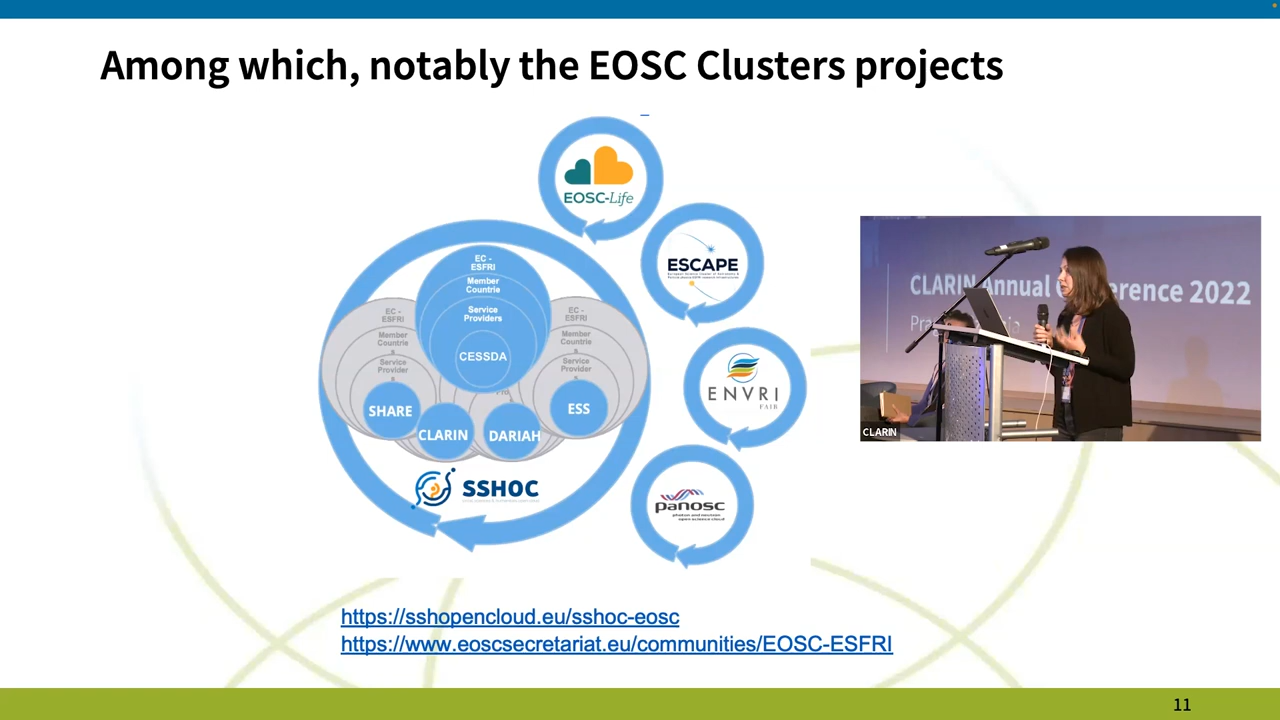 Among which, notably the EOSC Clusters projects
EOSC-Life
ESCAPE
ENVRI
FAIR
panosc
photon and neutron
open science cloud
EC -
ESFRI
Member
Countrie
Service
Providers
CESSDA
EC -
ESFRI
Member
Countrie
s
Service
Provider
s
SHARE
EC -
ESFRI
Member
Countrie
s
Service
Provider
s
ESS
CLARIN
DARIAH
SSHOC
https://sshopencloud.eu/sshoc-eosc
https://www.eoscsecretariat.eu/communities/EOSC-ESFRI
CLARIN Annual 2022
CLARIN
11